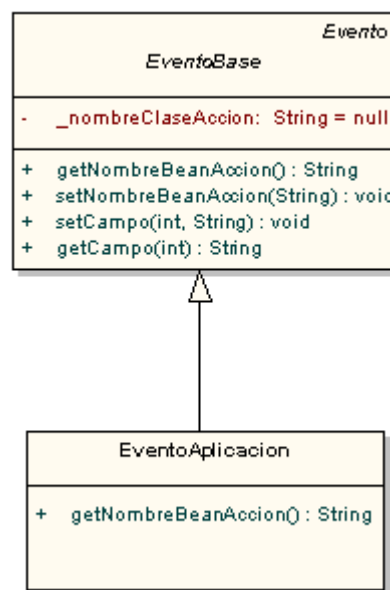 Evento
EventoBase
- _nombreClaseAccion: String = null
+ getNombreBeanAccion() : String
+ setNombreBeanAccion(String) : void
+ setCampo(int, String) : void
+ getCampo(int) : String
EventoAplicacion
+ getNombreBeanAccion() : String